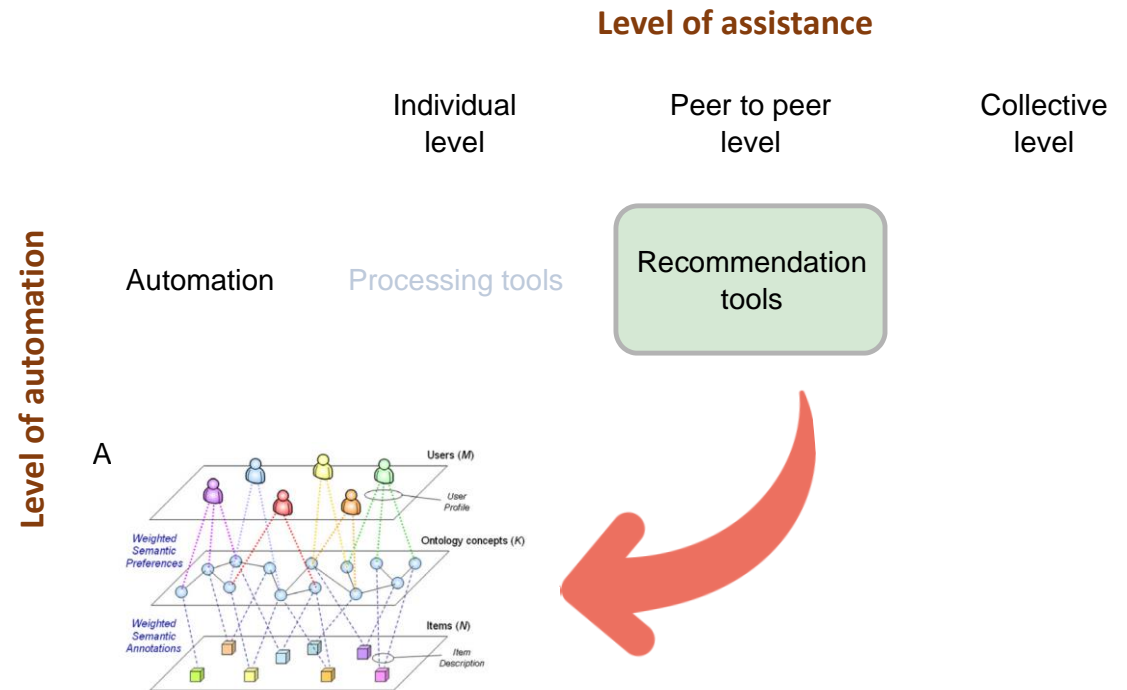 Level of assistance
Individual
level
Peer to peer
level
Collective
level
Level of automation
Automation
Processing tools
Recommendation
tools
A
Users (M)
User
Profile
Weighted
Semantic
Preferences
Ontology concepts (K)
Weighted
Semantic
Annotations
Items (N)
Item
Description